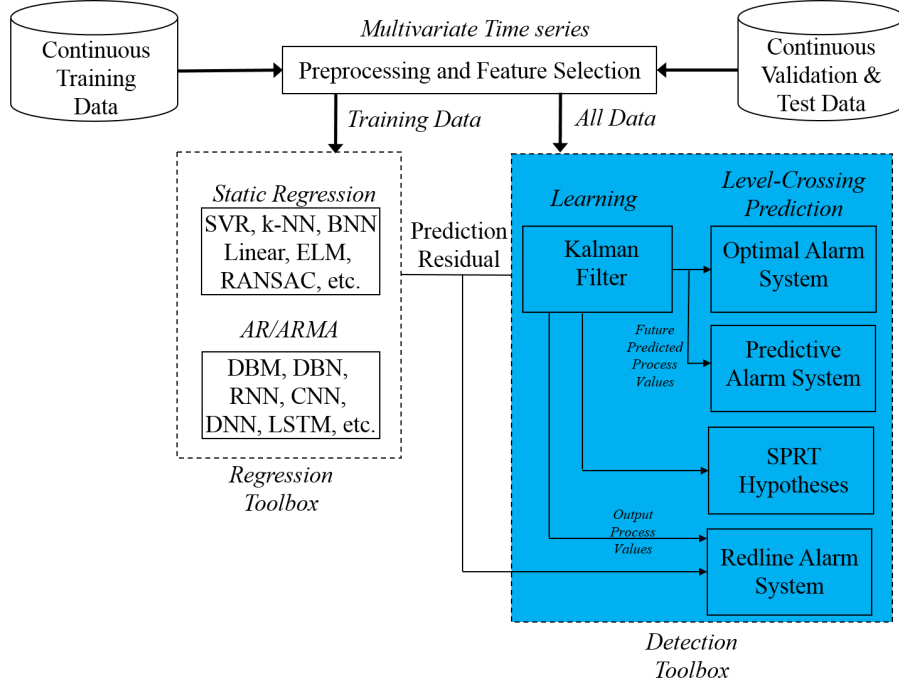 Multivariate Time series
Continuous
Training
Data
Preprocessing and Feature Selection
Continuous
Validation &
Test Data
Training Data
All Data
Static Regression
SVR, k-NN, BNN
Linear, ELM,
RANSAC, etc.
AR/ARMA
DBM, DBN,
RNN, CNN,
DNN, LSTM, etc.
Regression
Toolbox
Prediction
Residual
Learning
Kalman
Filter
Level-Crossing
Prediction
Optimal Alarm
System
Future
Predicted
Process
Values
Predictive
Alarm System
SPRT
Hypotheses
Output
Process
Values
Redline Alarm
System
Detection
Toolbox